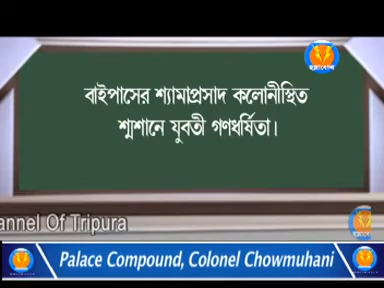 বাইপাসের শ্যামাপ্রসাদ কলোনীস্থিত
শ্মশানে যুবতী গণধর্ষিতা।
annel Of Tripura
Palace Compound, Colonel Chowmuhani